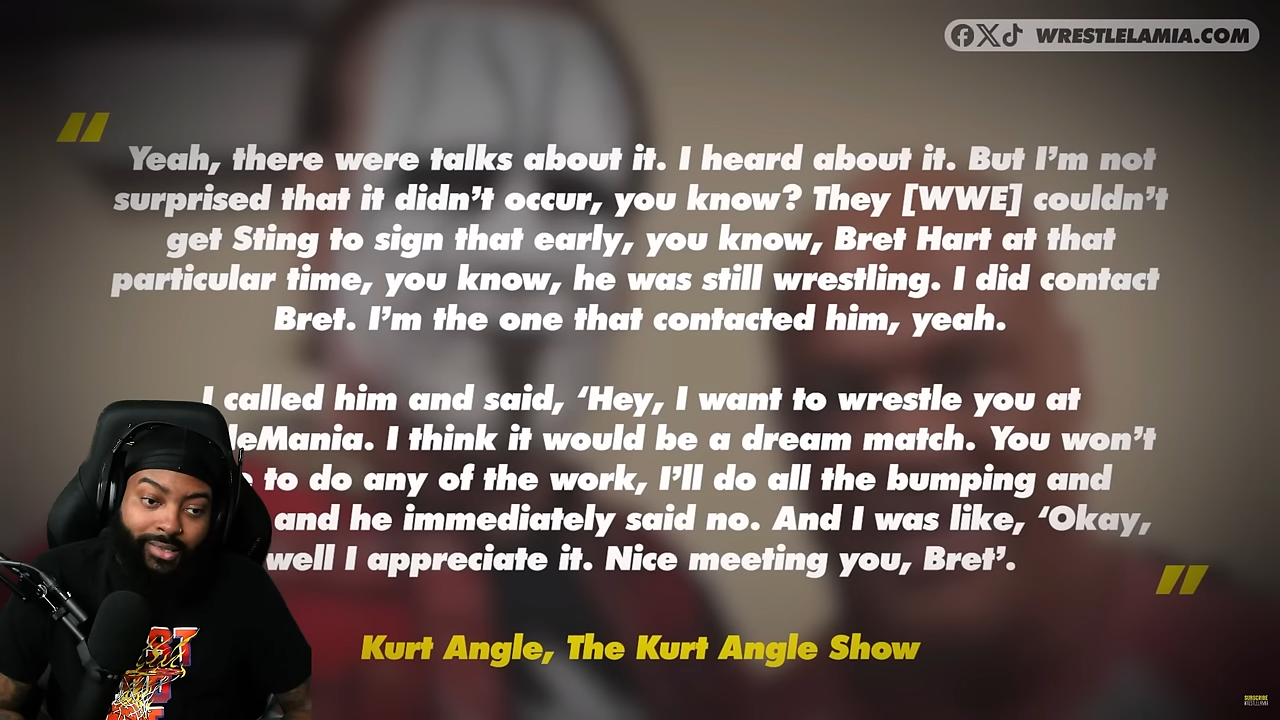 WRESTLELAMIA.COM
"
Yeah, there were talks about it. I heard about it. But I'm not
surprised that it didn't occur, you know? They [WWE] couldn't
get Sting to sign that early, you know, Bret Hart at that
particular time, you know, he was still wrestling. I did contact
Bret. I'm the one that contacted him, yeah.
I called him and said, 'Hey, I want to wrestle you at
leMania. I think it would be a dream match. You won't
to do any of the work, I'll do all the bumping and
and he immediately said no. And I was like, 'Okay,
well I appreciate it. Nice meeting you, Bret'.
"
Kurt Angle, The Kurt Angle Show
SUBSCRIBE
WRESTLELAMIA